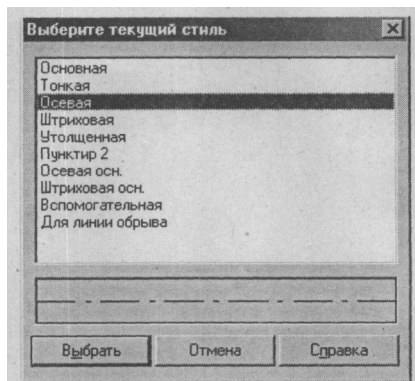 Выберите текущий стиль
Основная
Тонкая
Осевая
Штриховая
Утолщенная
Пунктир 2
Осевая осн.
Штриховая осн.
Вспомогательная
Для линии обрыва
Выбрать Отмена Справка